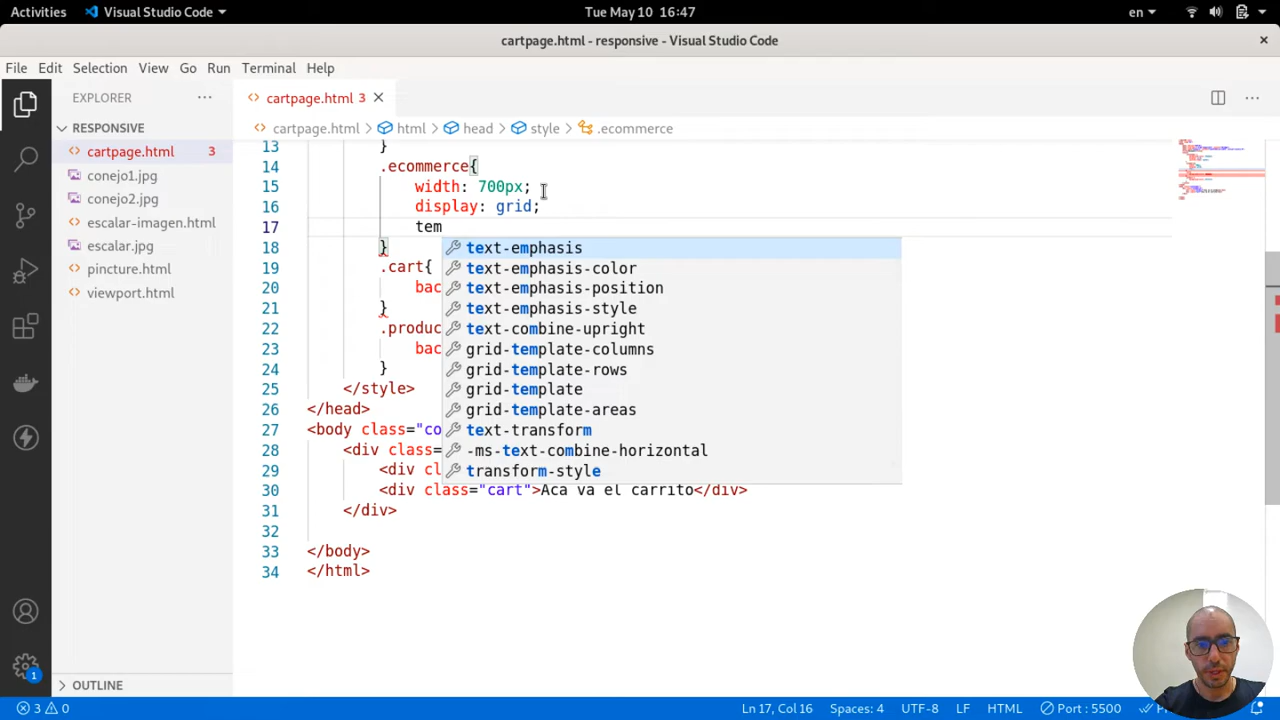 Activities Visual Studio Code Tue May 10 16:47 en
cartpage.html - responsive - Visual Studio Code
File Edit Selection View Go Run Terminal Help
EXPLORER cartpage.html 3
RESPONSIVE cartpage.html html head style .ecommerce
cartpage.html 3
conejo1.jpg
conejo2.jpg
escalar-imagen.html
escalar.jpg
pincture.html
viewport.html
13 }
14 .ecommerce{
15 width: 700px;
16 display: grid;
17 tem
18 }
19 .cart{
20 bac
21 }
22 .produc
23 bac
24 }
25 </style>
26 </head>
27 <body class="co
28 <div class=
29 <div cl
30 <div class="cart">Aca va el carrito</div>
31 </div>
32
33 </body>
34 </html>
text-emphasis
text-emphasis-color
text-emphasis-position
text-emphasis-style
text-combine-upright
grid-template-columns
grid-template-rows
grid-template
grid-template-areas
text-transform
-ms-text-combine-horizontal
transform-style
OUTLINE
1
3 0 Ln 17, Col 16 Spaces: 4 UTF-8 LF HTML Port : 5500